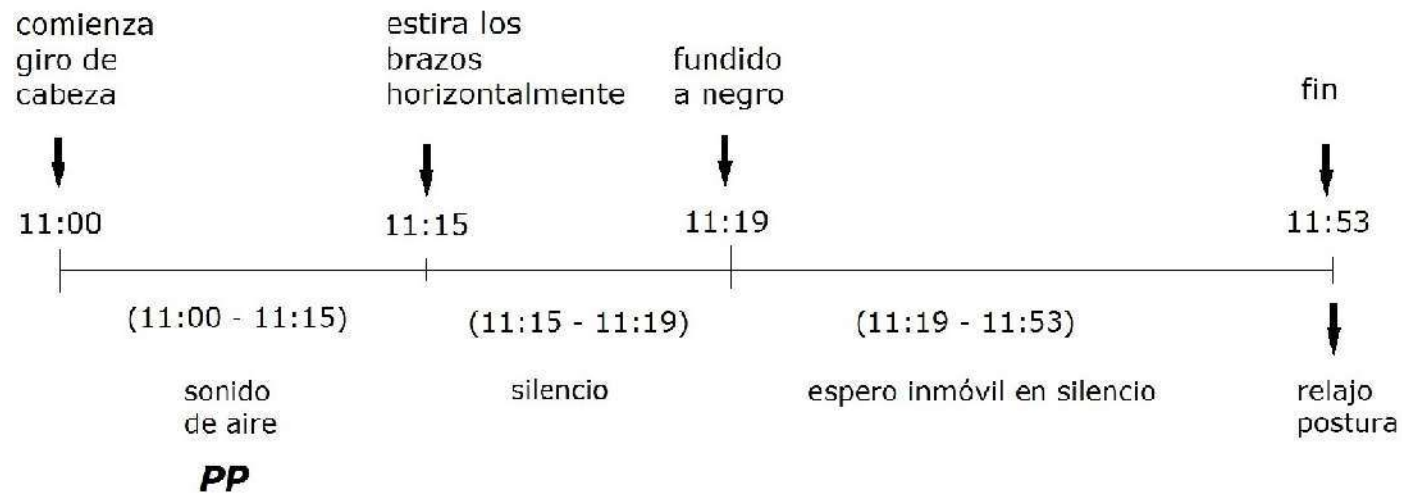 comienza
giro de
cabeza
estira los
brazos
horizontalmente
fundido
a negro
fin
11:00
11:15
11:19
11:53
(11:00 - 11:15)
(11:15 - 11:19)
(11:19 - 11:53)
sonido
de aire
silencio
espero inmóvil en silencio
relajo
postura
PP